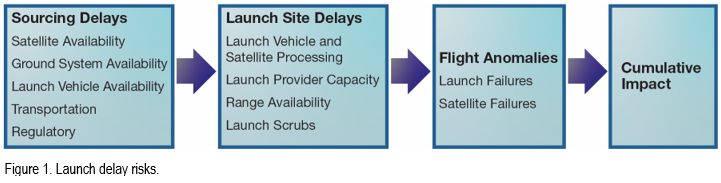 Sourcing Delays
Satellite Availability
Ground System Availability
Launch Vehicle Availability
Transportation
Regulatory
Launch Site Delays
Launch Vehicle and
Satellite Processing
Launch Provider Capacity
Range Availability
Launch Scrubs
Flight Anomalies
Launch Failures
Satellite Failures
Cumulative
Impact
Figure 1. Launch delay risks.